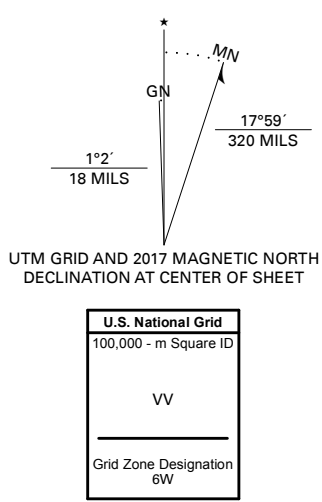 ★
MN
GN
17°59´
320 MILS
1°2´
18 MILS
UTM GRID AND 2017 MAGNETIC NORTH
DECLINATION AT CENTER OF SHEET
U.S. National Grid
100,000 - m Square ID
VV
Grid Zone Designation
6W